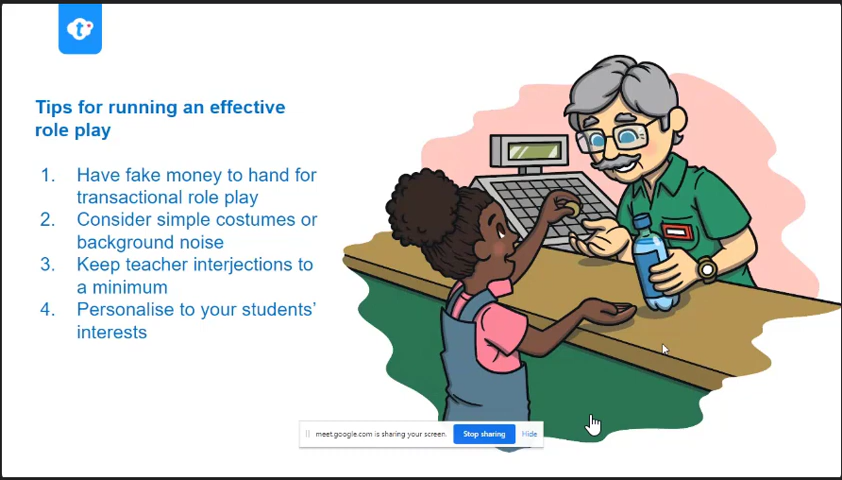 Tips for running an effective
role play
1. Have fake money to hand for
transactional role play
2. Consider simple costumes or
background noise
3. Keep teacher interjections to
a minimum
4. Personalise to your students’
interests
meet.google.com is sharing your screen. Stop sharing Hide